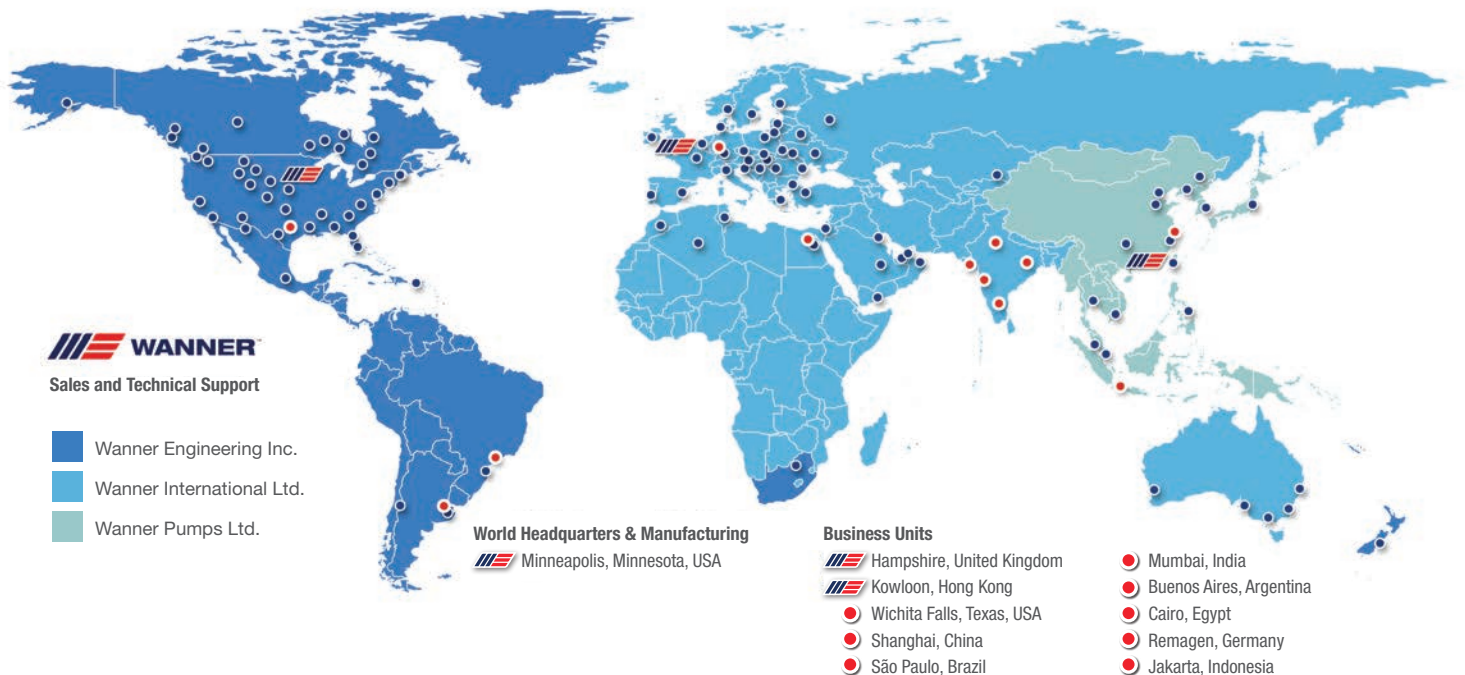 WANNER™
Sales and Technical Support
Wanner Engineering Inc.
Wanner International Ltd.
Wanner Pumps Ltd.
World Headquarters & Manufacturing
Minneapolis, Minnesota, USA
Business Units
Hampshire, United Kingdom
Kowloon, Hong Kong
Wichita Falls, Texas, USA
Shanghai, China
São Paulo, Brazil
Mumbai, India
Buenos Aires, Argentina
Cairo, Egypt
Remagen, Germany
Jakarta, Indonesia